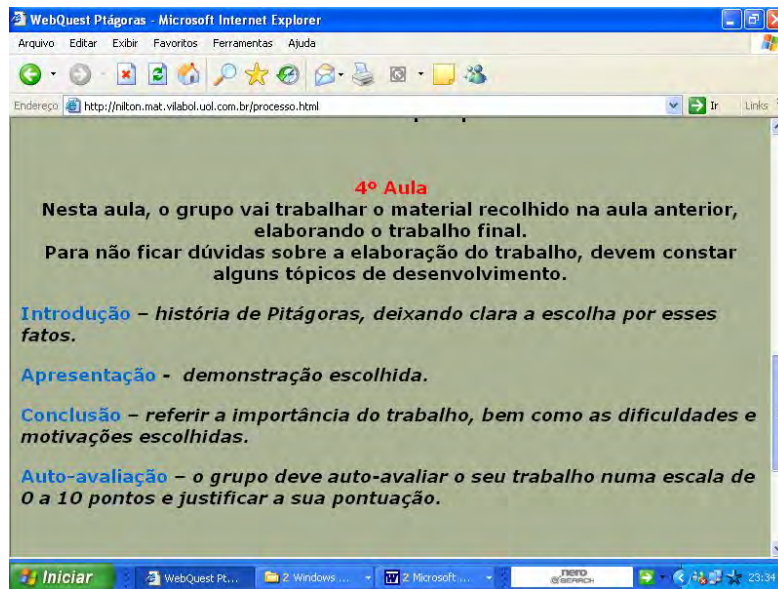 WebQuest Ptágoras - Microsoft Internet Explorer
Arquivo Editar Exibir Favoritos Ferramentas Ajuda
Endereço http://nilton.mat.vilabol.uol.com.br/processo.html Ir Links
4º Aula
Nesta aula, o grupo vai trabalhar o material recolhido na aula anterior,
elaborando o trabalho final.
Para não ficar dúvidas sobre a elaboração do trabalho, devem constar
alguns tópicos de desenvolvimento.
Introdução – história de Pitágoras, deixando clara a escolha por esses
fatos.
Apresentação - demonstração escolhida.
Conclusão – referir a importância do trabalho, bem como as dificuldades e
motivações escolhidas.
Auto-avaliação – o grupo deve auto-avaliar o seu trabalho numa escala de
0 a 10 pontos e justificar a sua pontuação.
Iniciar WebQuest Pt... 2 Windows ... 2 Microsoft ... nero SEARCH 23:34